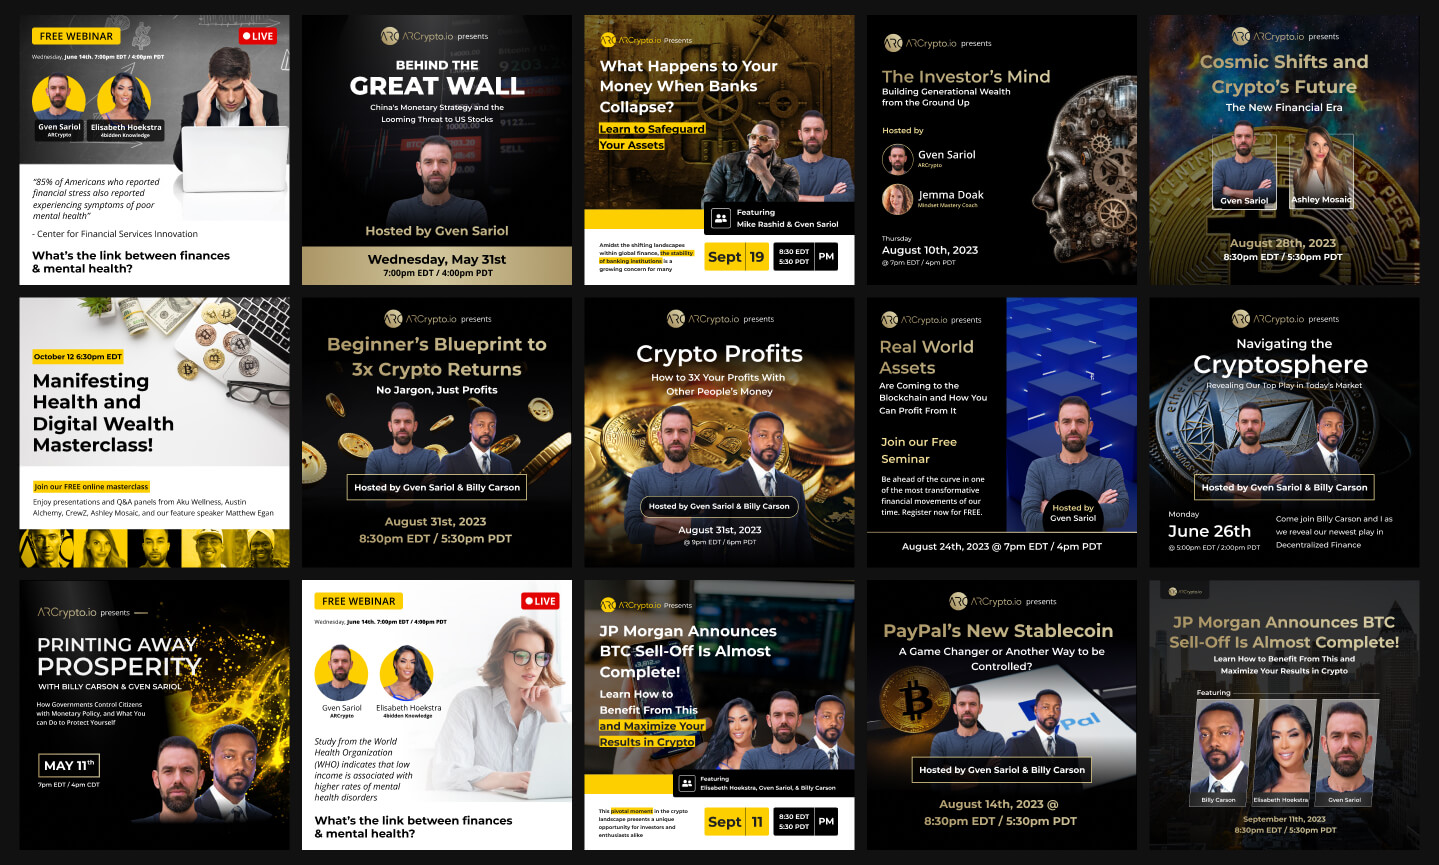 FREE WEBINAR
LIVE
Wednesday, June 14th. 7:00pm EDT / 4:00pm PDT
Gven Sariol
ARCrypto
Elisabeth Hoekstra
4bidden Knowledge
“85% of Americans who reported
financial stress also reported
experiencing symptoms of poor
mental health”
- Center for Financial Services Innovation
What’s the link between finances
& mental health?
ARCrypto.io presents
BEHIND THE
GREAT WALL
China's Monetary Strategy and the
Looming Threat to US Stocks
Hosted by Gven Sariol
Wednesday, May 31st
7:00pm EDT / 4:00pm PDT
ARCrypto.io Presents
What Happens to Your
Money When Banks
Collapse?
Learn to Safeguard
Your Assets
Featuring
Mike Rashid & Gven Sariol
Amidst the shifting landscapes
within global finance, the stability
of banking institutions is a
growing concern for many
Sept 19
8:30 EDT
5:30 PDT
PM
ARCrypto.io presents
The Investor’s Mind
Building Generational Wealth
from the Ground Up
Hosted by
Gven Sariol
ARCrypto
Jemma Doak
Mindset Mastery Coach
Thursday
August 10th, 2023
@ 7pm EDT / 4pm PDT
ARCrypto.io presents
Cosmic Shifts and
Crypto’s Future
The New Financial Era
Gven Sariol
Ashley Mosaic
August 28th, 2023
8:30pm EDT / 5:30pm PDT
October 12 6:30pm EDT
Manifesting
Health and
Digital Wealth
Masterclass!
Join our FREE online masterclass
Enjoy presentations and Q&A panels from Aku Wellness, Austin
Alchemy, CrewZ, Ashley Mosaic, and our feature speaker Matthew Egan
ARCrypto.io presents
Beginner’s Blueprint to
3x Crypto Returns
No Jargon, Just Profits
Hosted by Gven Sariol & Billy Carson
August 31st, 2023
8:30pm EDT / 5:30pm PDT
ARCrypto.io presents
Crypto Profits
How to 3X Your Profits With
Other People’s Money
Hosted by Gven Sariol & Billy Carson
August 31st, 2023
@ 9pm EDT / 6pm PDT
ARCrypto.io presents
Real World
Assets
Are Coming to the
Blockchain and How You
Can Profit From It
Join our Free
Seminar
Be ahead of the curve in one
of the most transformative
financial movements of our
time. Register now for FREE.
Hosted by
Gven Sariol
August 24th, 2023 @ 7pm EDT / 4pm PDT
ARCrypto.io presents
Navigating the
Cryptosphere
Revealing Our Top Play in Today's Market
Hosted by Gven Sariol & Billy Carson
Monday
June 26th
@ 5:00pm EDT / 2:00pm PDT
Come join Billy Carson and I as
we reveal our newest play in
Decentralized Finance
ARCrypto.io presents
PRINTING AWAY
PROSPERITY
WITH BILLY CARSON & GVEN SARIOL
How Governments Control Citizens
with Monetary Policy, and What You
can Do to Protect Yourself
MAY 11th
7pm EDT / 4pm CDT
FREE WEBINAR
LIVE
Wednesday, June 14th. 7:00pm EDT / 4:00pm PDT
Gven Sariol
ARCrypto
Elisabeth Hoekstra
4bidden Knowledge
Study from the World
Health Organization
(WHO) indicates that low
income is associated with
higher rates of mental
health disorders
What’s the link between finances
& mental health?
ARCrypto.io Presents
JP Morgan Announces
BTC Sell-Off Is Almost
Complete!
Learn How to
Benefit From This
and Maximize Your
Results in Crypto
Featuring
Elisabeth Hoekstra, Gven Sariol, & Billy Carson
This pivotal moment in the crypto
landscape presents a unique
opportunity for investors and
enthusiasts alike
Sept 11
8:30 EDT
5:30 PDT
PM
ARCrypto.io presents
PayPal’s New Stablecoin
A Game Changer or Another Way to be
Controlled?
Hosted by Gven Sariol & Billy Carson
August 14th, 2023 @
8:30pm EDT / 5:30pm PDT
ARCrypto.io
JP Morgan Announces BTC
Sell-Off Is Almost Complete!
Learn How to Benefit From This and
Maximize Your Results in Crypto
Featuring
Billy Carson
Elisabeth Hoekstra
Gven Sariol
September 11th, 2023
8:30pm EDT / 5:30pm PDT